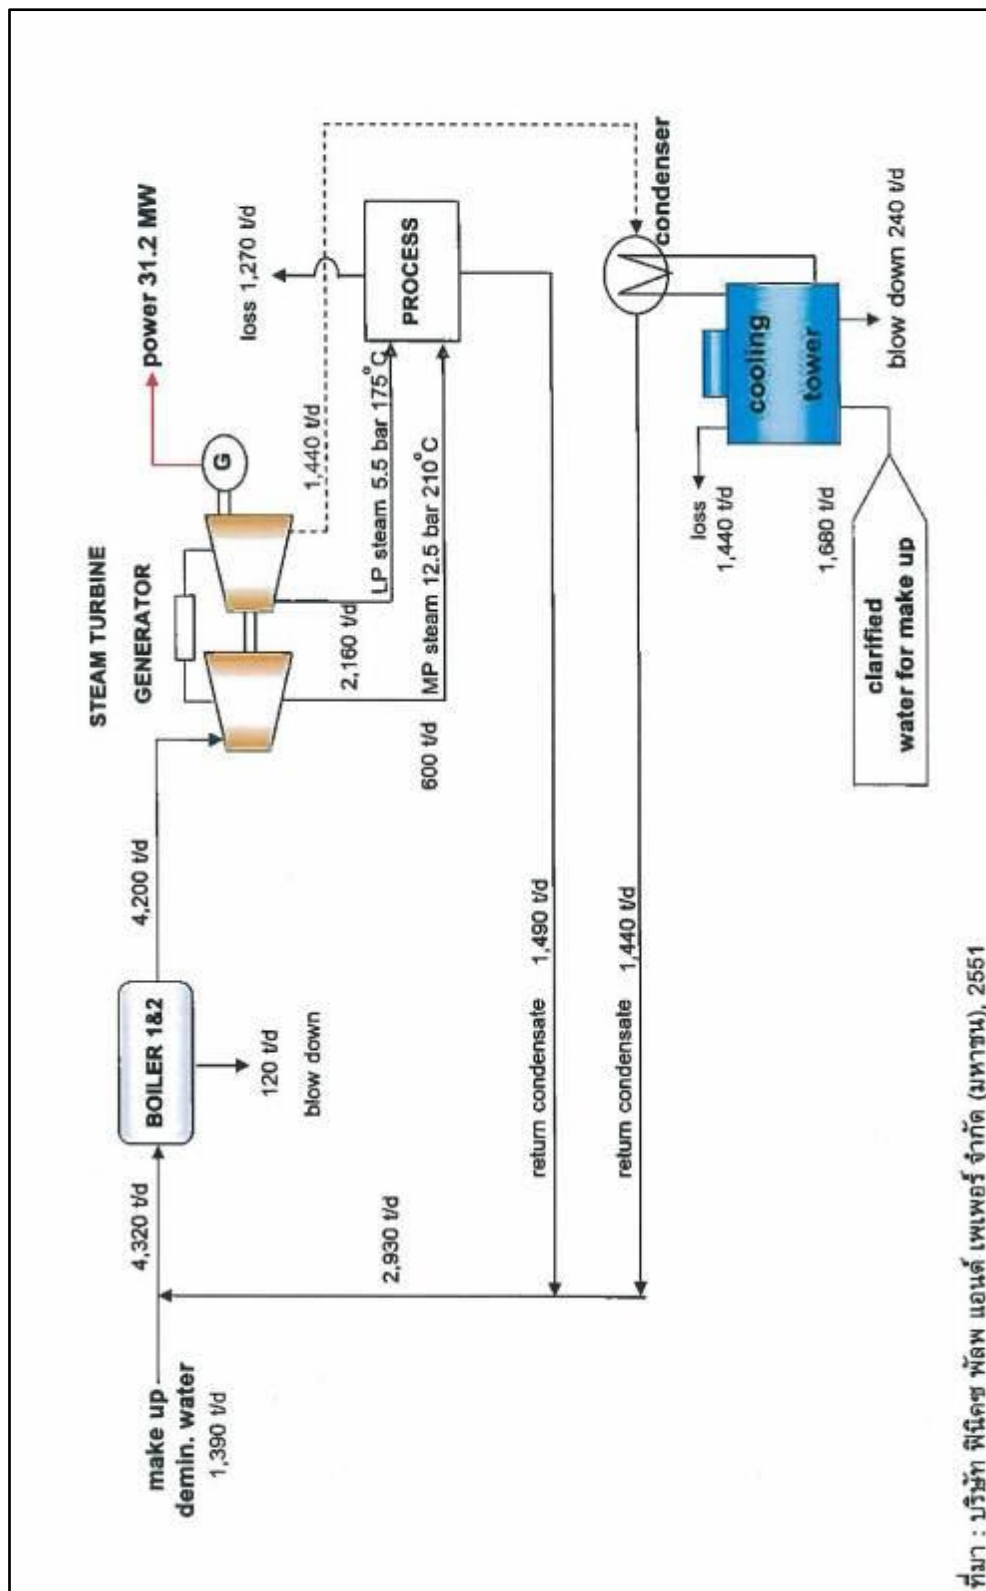 make up
demin. water
1,390 t/d
4,320 t/d
BOILER 1&2
120 t/d
blow down
4,200 t/d
STEAM TURBINE
GENERATOR
G
power 31.2 MW
600 t/d
2,160 t/d
MP steam 12.5 bar 210°C
LP steam 5.5 bar 175°C
1,440 t/d
loss 1,270 t/d
PROCESS
2,930 t/d
return condensate 1,490 t/d
return condensate 1,440 t/d
condenser
cooling
tower
loss
1,440 t/d
1,680 t/d
blow down 240 t/d
clarified
water for make up
ที่มา : บริษัท ฟินิคซ พัลพ แอนด์ เพเพอร์ จำกัด (มหาชน), 2551